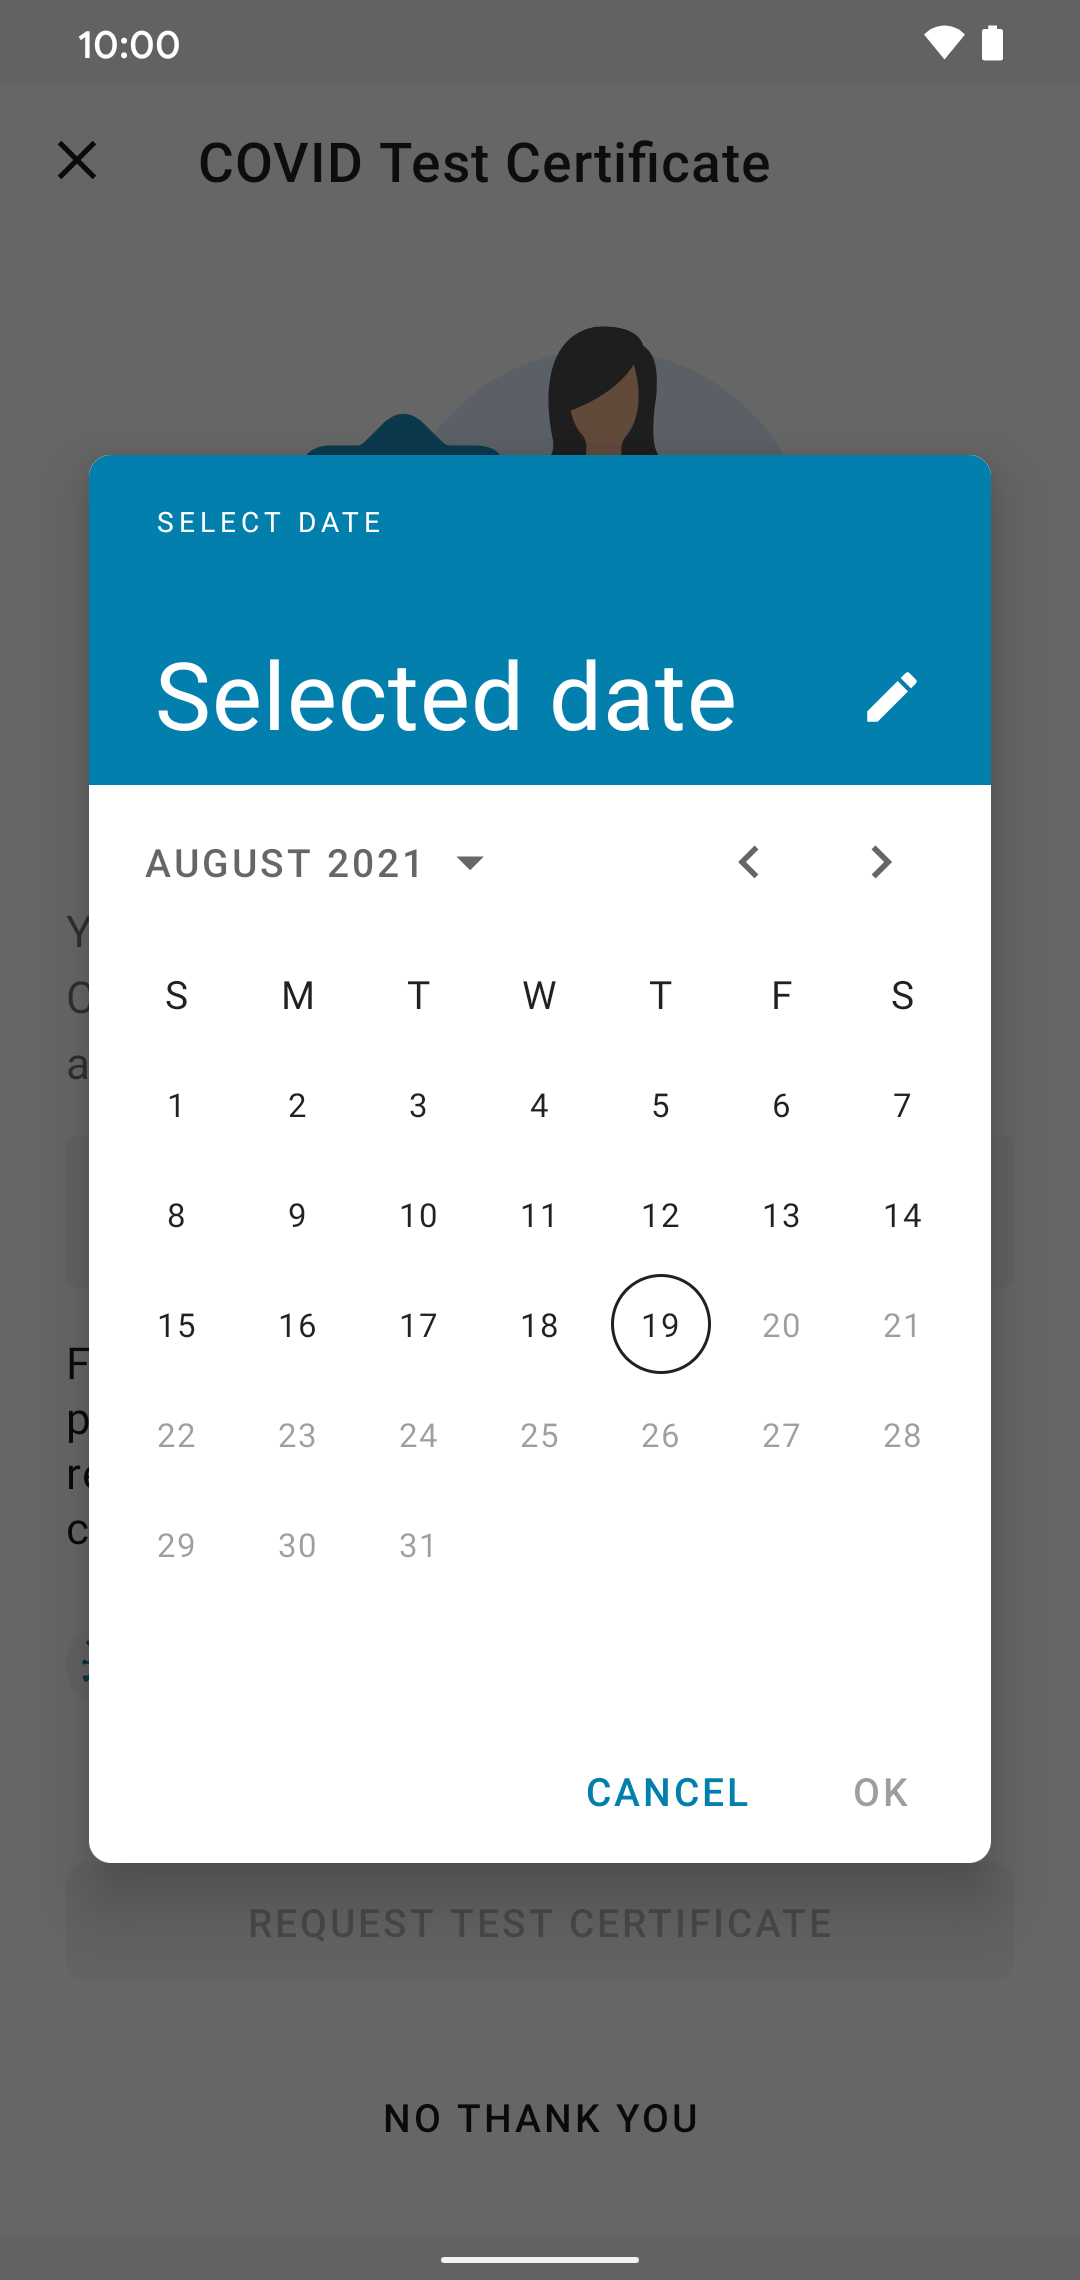 10:00
COVID Test Certificate
SELECT DATE
Selected date
AUGUST 2021
S M T W T F S
1 2 3 4 5 6 7
8 9 10 11 12 13 14
15 16 17 18 19 20 21
22 23 24 25 26 27 28
29 30 31
CANCEL OK
REQUEST TEST CERTIFICATE
NO THANK YOU